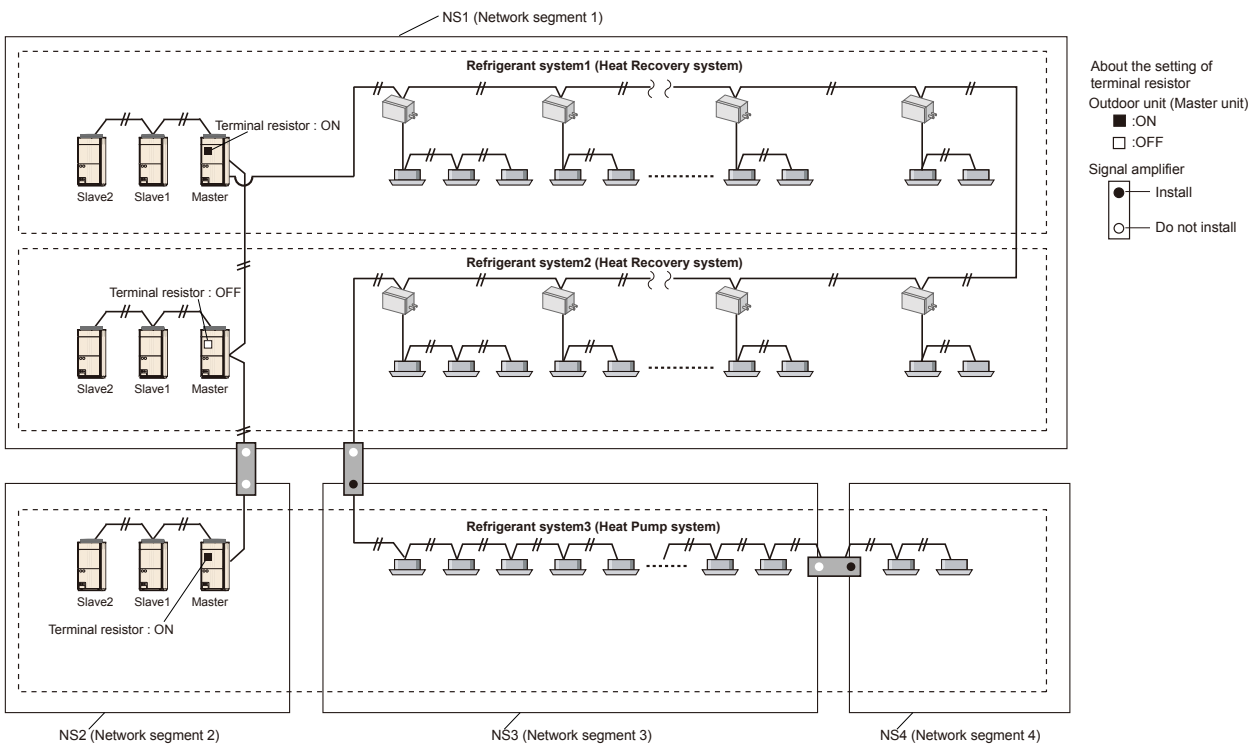 NS1 (Network segment 1)
Refrigerant system1 (Heat Recovery system)
Terminal resistor : ON
Slave2
Slave1
Master
Refrigerant system2 (Heat Recovery system)
Terminal resistor : OFF
Slave2
Slave1
Master
Refrigerant system3 (Heat Pump system)
Slave2
Slave1
Master
Terminal resistor : ON
NS2 (Network segment 2)
NS3 (Network segment 3)
NS4 (Network segment 4)
About the setting of
terminal resistor
Outdoor unit (Master unit)
:ON
:OFF
Signal amplifier
Install
Do not install